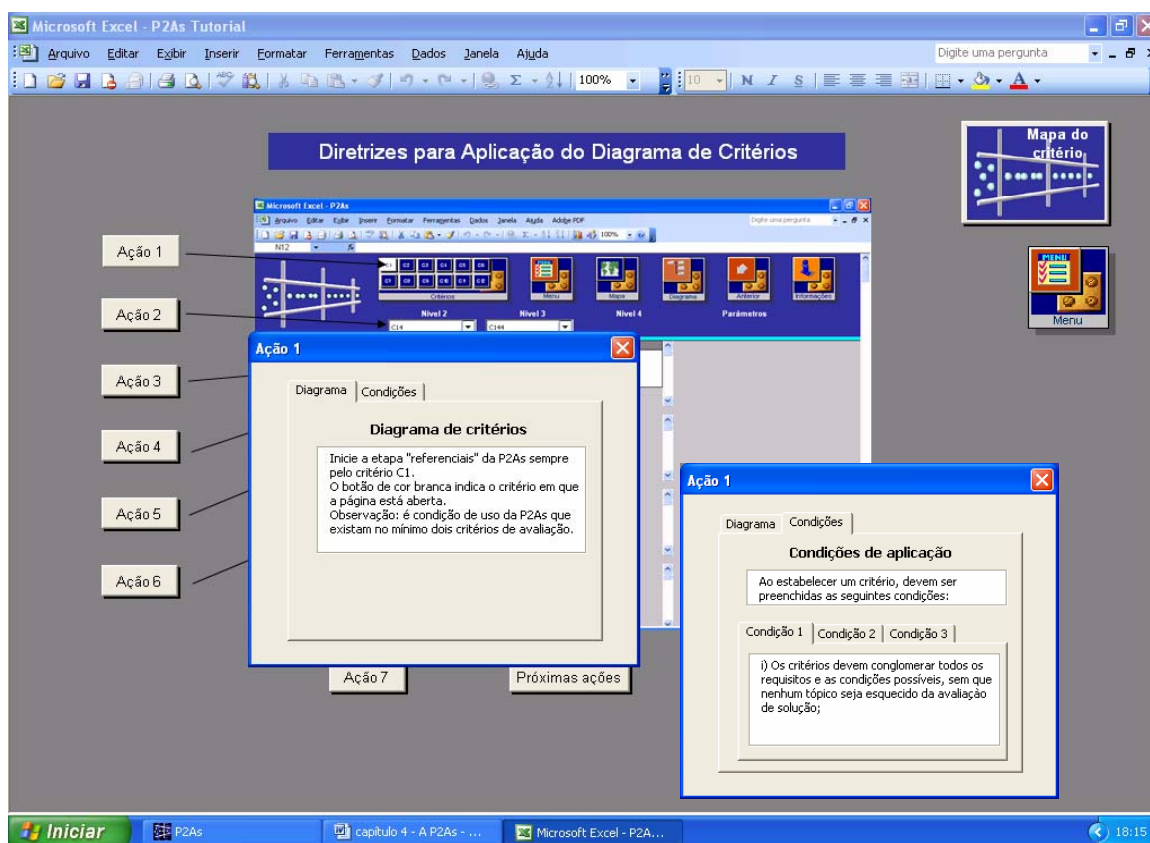 Microsoft Excel - P2As Tutorial
Arquivo Editar Exibir Inserir Formatar Ferramentas Dados Janela Ajuda
Digite uma pergunta
100%
10
N I S
Diretrizes para Aplicação do Diagrama de Critérios
Mapa do
critério
Microsoft Excel - P2As
Arquivo Editar Exibir Inserir Formatar Ferramentas Dados Janela Ajuda Adobe PDF
Digite uma pergunta
100%
N12
Critérios
Menu
Mapa
Diagrama
Anterior
Informações
Nível 2
Nível 3
Nível 4
Parâmetros
C14
C144
MENU
Menu
Ação 1
Ação 2
Ação 3
Ação 4
Ação 5
Ação 6
Ação 7
Próximas ações
Ação 1
Diagrama
Condições
Diagrama de critérios
Inicie a etapa "referenciais" da P2As sempre
pelo critério C1.
O botão de cor branca indica o critério em que
a página está aberta.
Observação: é condição de uso da P2As que
existam no mínimo dois critérios de avaliação.
Ação 1
Diagrama
Condições
Condições de aplicação
Ao estabelecer um critério, devem ser
preenchidas as seguintes condições:
Condição 1
Condição 2
Condição 3
i) Os critérios devem conglomerar todos os
requisitos e as condições possíveis, sem que
nenhum tópico seja esquecido da avaliação
de solução;
Iniciar
P2As
capítulo 4 - A P2As - ...
Microsoft Excel - P2A...
18:15